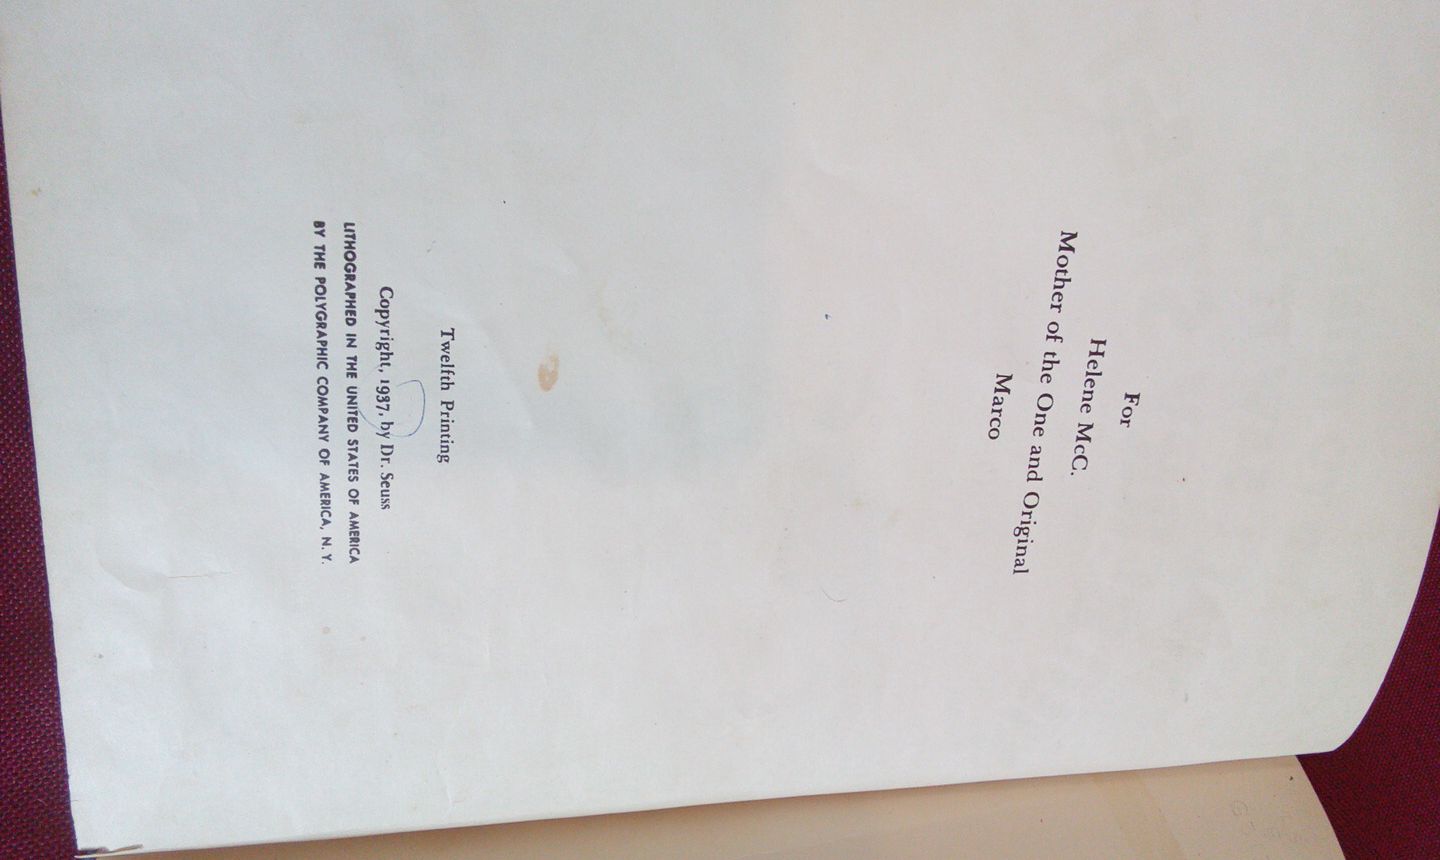 For
Helene McC.
Mother of the One and Original
Marco
Twelfth Printing
Copyright, 1937, by Dr. Seuss
LITHOGRAPHED IN THE UNITED STATES OF AMERICA
BY THE POLYGRAPHIC COMPANY OF AMERICA, N. Y.